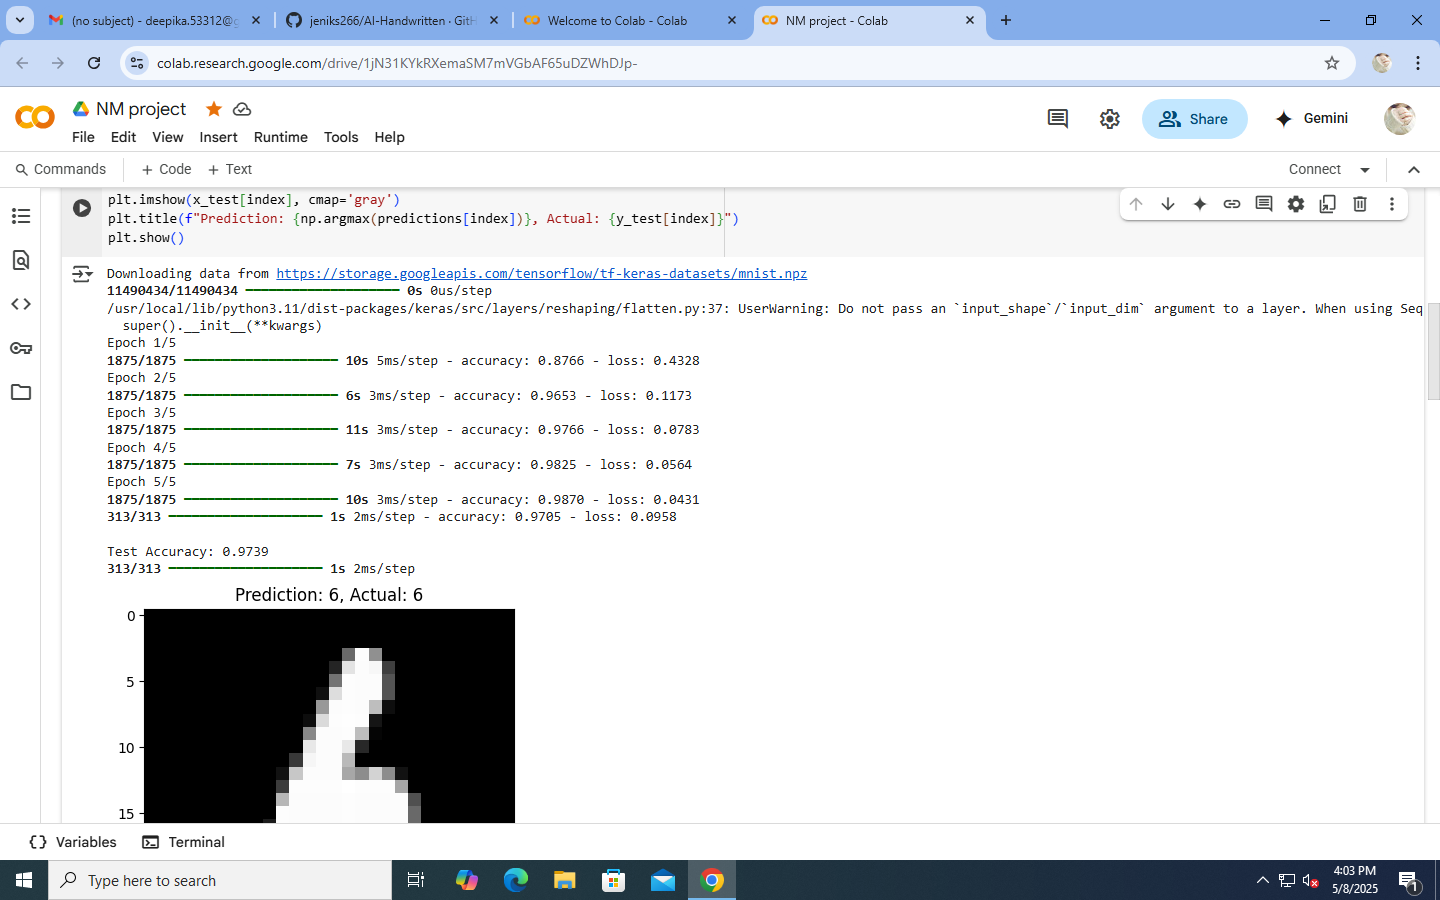 (no subject) - deepika.53312@g
jeniks266/AI-Handwritten · GitH
Welcome to Colab - Colab
NM project - Colab
colab.research.google.com/drive/1jN31KYkRXemaSM7mVGbAF65uDZWhDJp-
NM project
File Edit View Insert Runtime Tools Help
Share
Gemini
Commands + Code + Text
Connect
plt.imshow(x_test[index], cmap='gray')
plt.title(f"Prediction: {np.argmax(predictions[index])}, Actual: {y_test[index]}")
plt.show()
Downloading data from https://storage.googleapis.com/tensorflow/tf-keras-datasets/mnist.npz
11490434/11490434 0s 0us/step
/usr/local/lib/python3.11/dist-packages/keras/src/layers/reshaping/flatten.py:37: UserWarning: Do not pass an `input_shape`/`input_dim` argument to a layer. When using Seq
super().__init__(**kwargs)
Epoch 1/5
1875/1875 10s 5ms/step - accuracy: 0.8766 - loss: 0.4328
Epoch 2/5
1875/1875 6s 3ms/step - accuracy: 0.9653 - loss: 0.1173
Epoch 3/5
1875/1875 11s 3ms/step - accuracy: 0.9766 - loss: 0.0783
Epoch 4/5
1875/1875 7s 3ms/step - accuracy: 0.9825 - loss: 0.0564
Epoch 5/5
1875/1875 10s 3ms/step - accuracy: 0.9870 - loss: 0.0431
313/313 1s 2ms/step - accuracy: 0.9705 - loss: 0.0958
Test Accuracy: 0.9739
313/313 1s 2ms/step
Prediction: 6, Actual: 6
0
5
10
15
Variables
Terminal
Type here to search
4:03 PM
5/8/2025
1